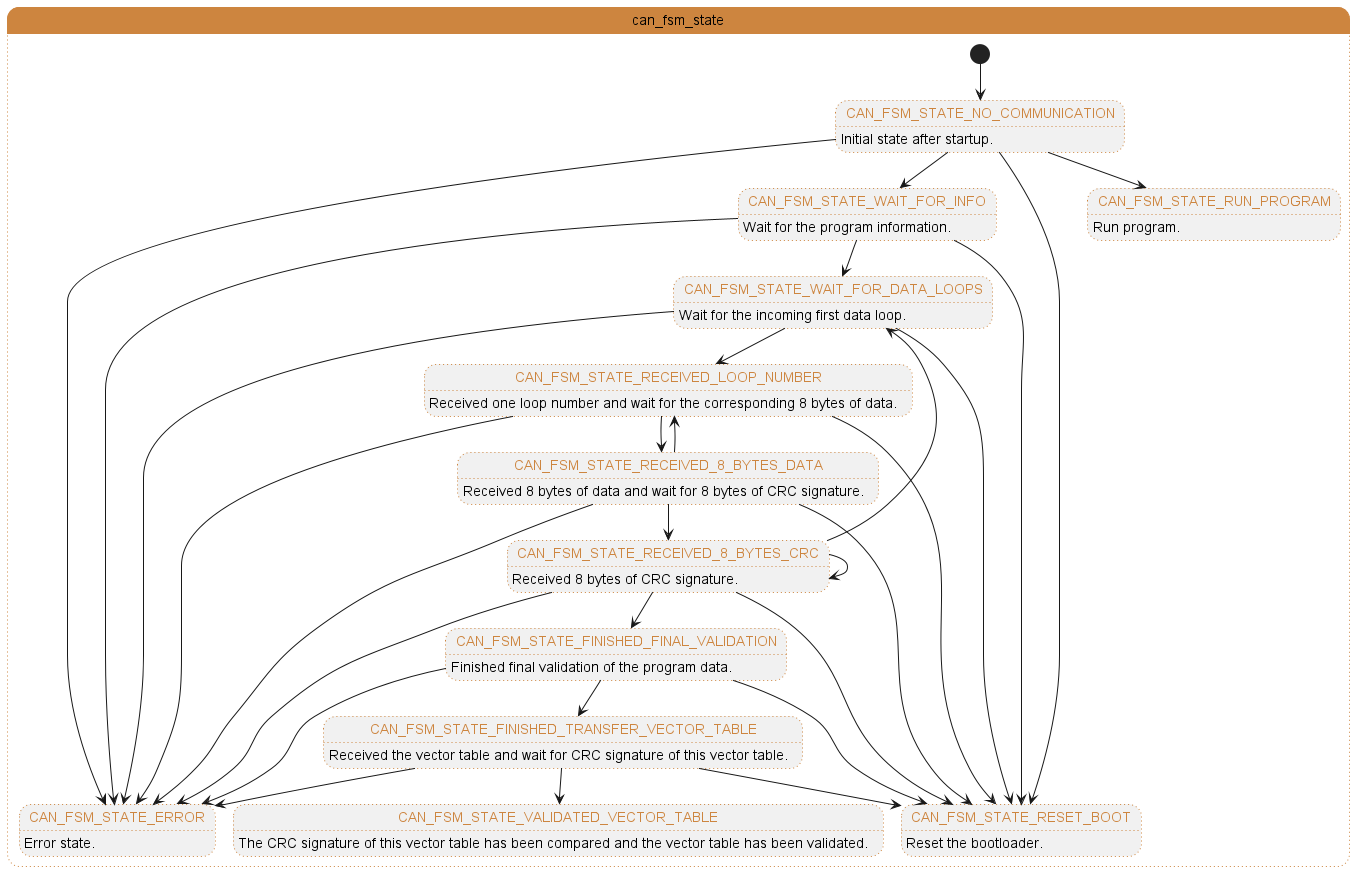 can_fsm_state
CAN_FSM_STATE_NO_COMMUNICATION
Initial state after startup.
CAN_FSM_STATE_WAIT_FOR_INFO
Wait for the program information.
CAN_FSM_STATE_RUN_PROGRAM
Run program.
CAN_FSM_STATE_WAIT_FOR_DATA_LOOPS
Wait for the incoming first data loop.
CAN_FSM_STATE_RECEIVED_LOOP_NUMBER
Received one loop number and wait for the corresponding 8 bytes of data.
CAN_FSM_STATE_RECEIVED_8_BYTES_DATA
Received 8 bytes of data and wait for 8 bytes of CRC signature.
CAN_FSM_STATE_RECEIVED_8_BYTES_CRC
Received 8 bytes of CRC signature.
CAN_FSM_STATE_FINISHED_FINAL_VALIDATION
Finished final validation of the program data.
CAN_FSM_STATE_FINISHED_TRANSFER_VECTOR_TABLE
Received the vector table and wait for CRC signature of this vector table.
CAN_FSM_STATE_ERROR
Error state.
CAN_FSM_STATE_VALIDATED_VECTOR_TABLE
The CRC signature of this vector table has been compared and the vector table has been validated.
CAN_FSM_STATE_RESET_BOOT
Reset the bootloader.